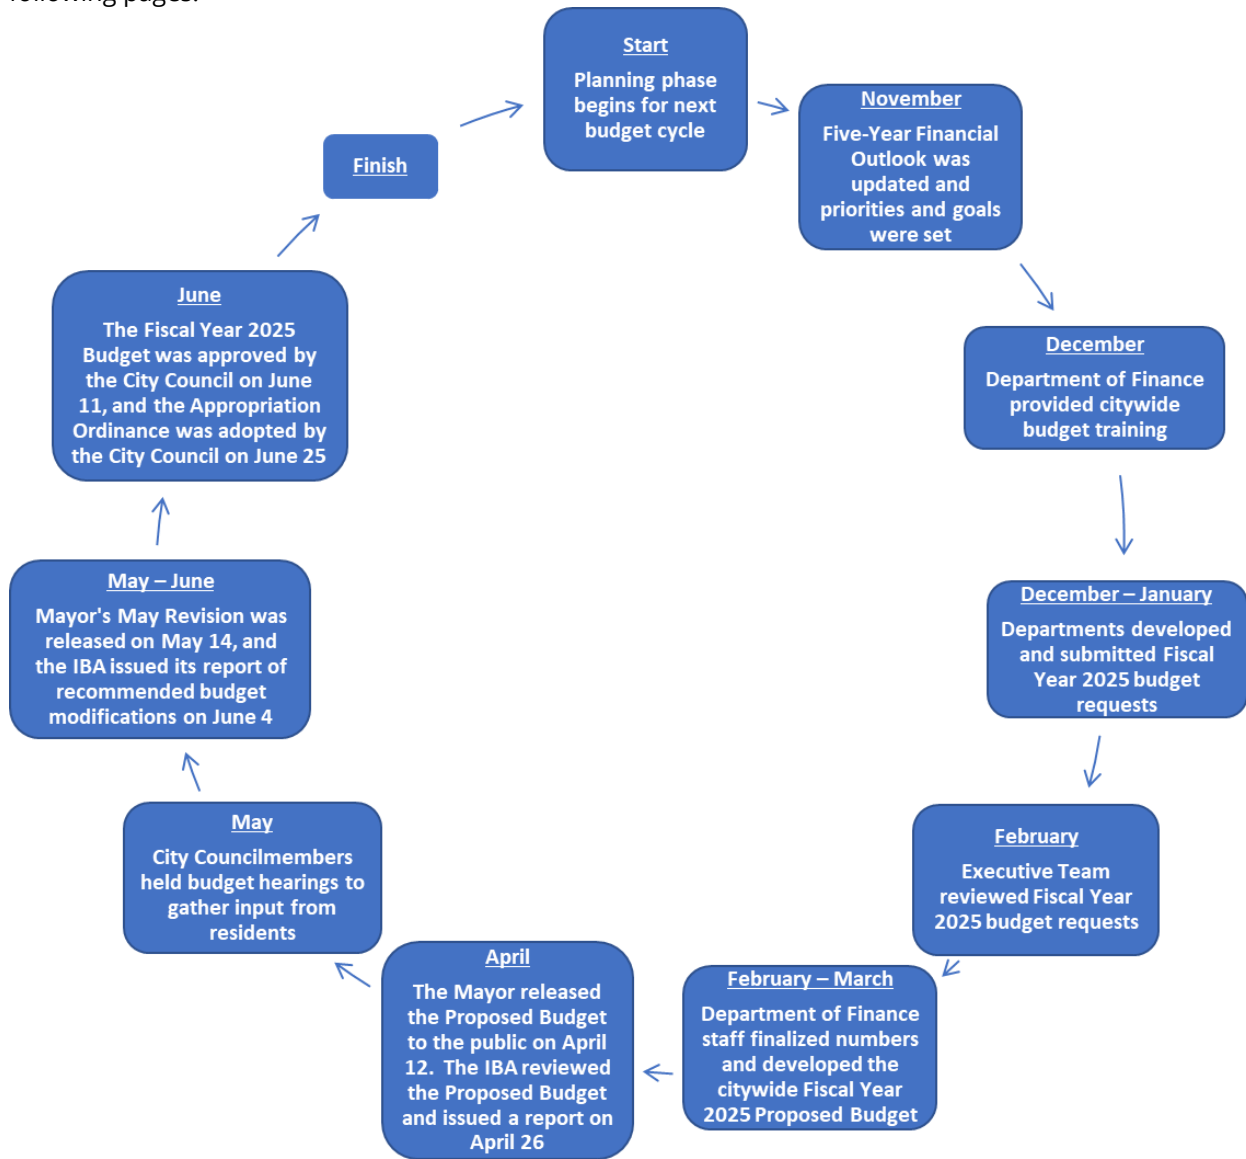 following pages.
Start
Planning phase
begins for next
budget cycle
November
Five-Year Financial
Outlook was
updated and
priorities and goals
were set
December
Department of Finance
provided citywide
budget training
December – January
Departments developed
and submitted Fiscal
Year 2025 budget
requests
February
Executive Team
reviewed Fiscal Year
2025 budget requests
February – March
Department of Finance
staff finalized numbers
and developed the
citywide Fiscal Year
2025 Proposed Budget
April
The Mayor released
the Proposed Budget
to the public on April
12. The IBA reviewed
the Proposed Budget
and issued a report on
April 26
May
City Councilmembers
held budget hearings to
gather input from
residents
May – June
Mayor's May Revision was
released on May 14, and
the IBA issued its report of
recommended budget
modifications on June 4
June
The Fiscal Year 2025
Budget was approved by
the City Council on June
11, and the Appropriation
Ordinance was adopted by
the City Council on June 25
Finish